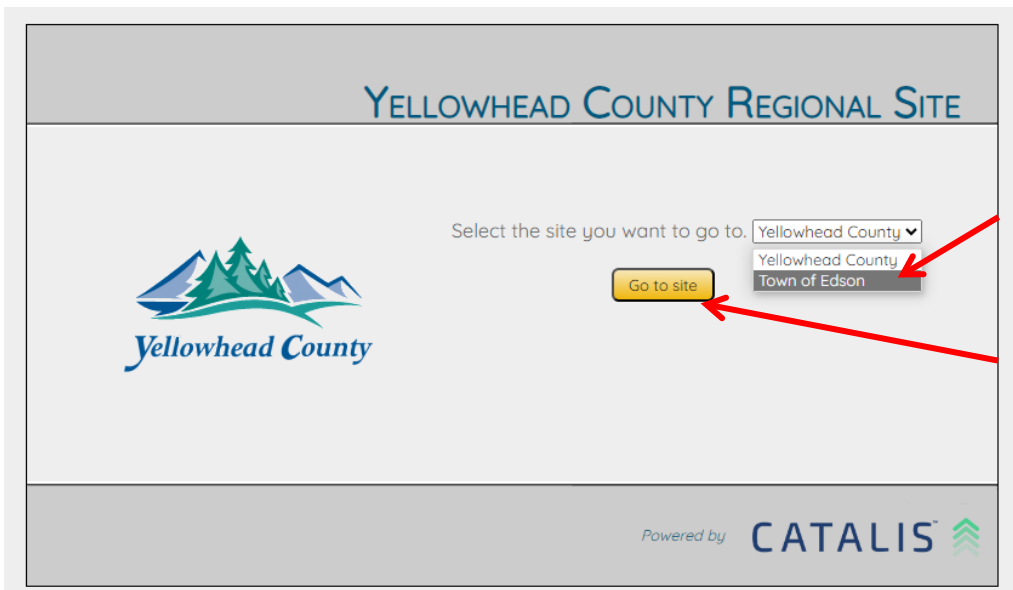 Yellowhead County Regional Site
Select the site you want to go to. Yellowhead County
Yellowhead County
Town of Edson
Go to site
Yellowhead County
Powered by CATALIS™